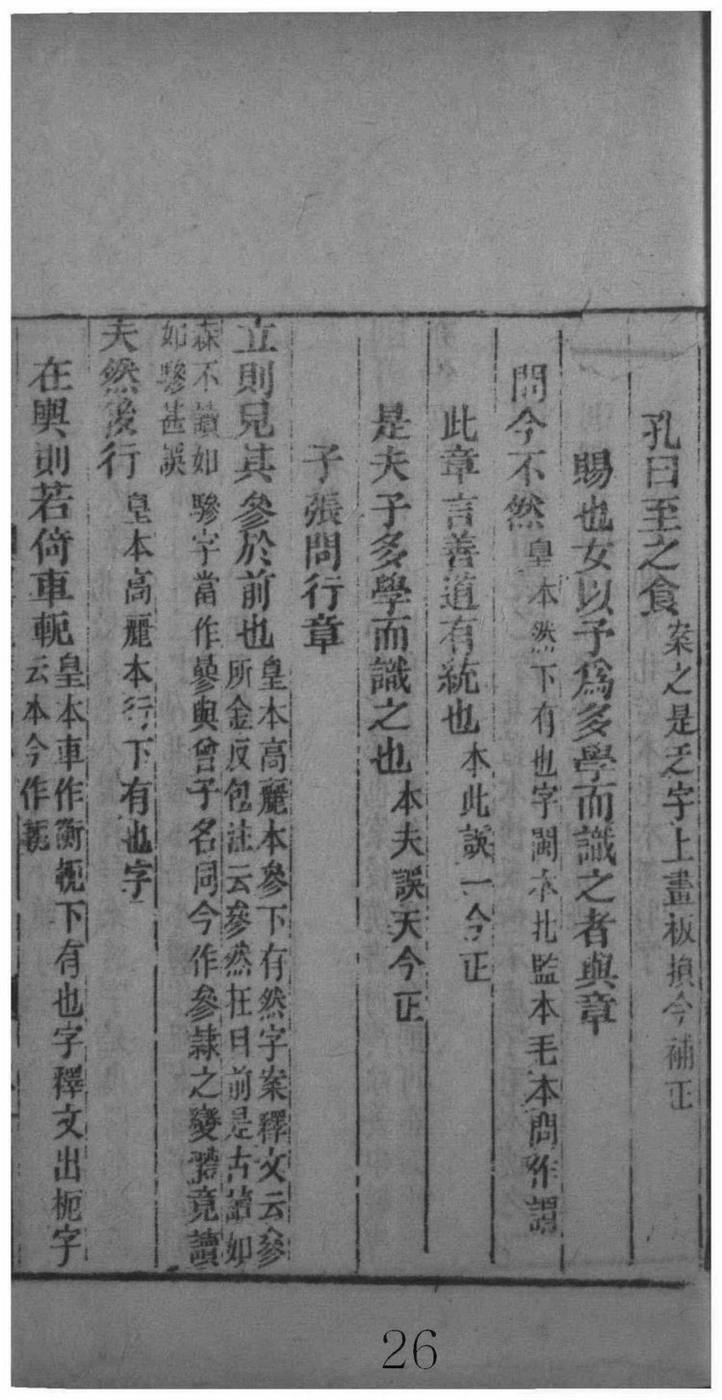 孔曰至之食案之是乏字上畫板損今補正
賜也女以予爲多學而識之者與章
問今不然皇本然下有也字閩本北監本毛本問作謂
此章言善道有統也本此誤一今正
是夫子多學而識之也本夫誤天今正
子張問行章
立則見其參於前也皇本高麗本參下有然字案釋文云參
所金反包注云參然在目前是古讀如
森不讀如驂字當作曑與曾子名同今作參隸之變體竟讀
如驂甚誤
夫然後行皇本高麗本行下有也字
在輿則若倚車軛皇本車作衡軛下有也字釋文出枙字
云本今作軛
26